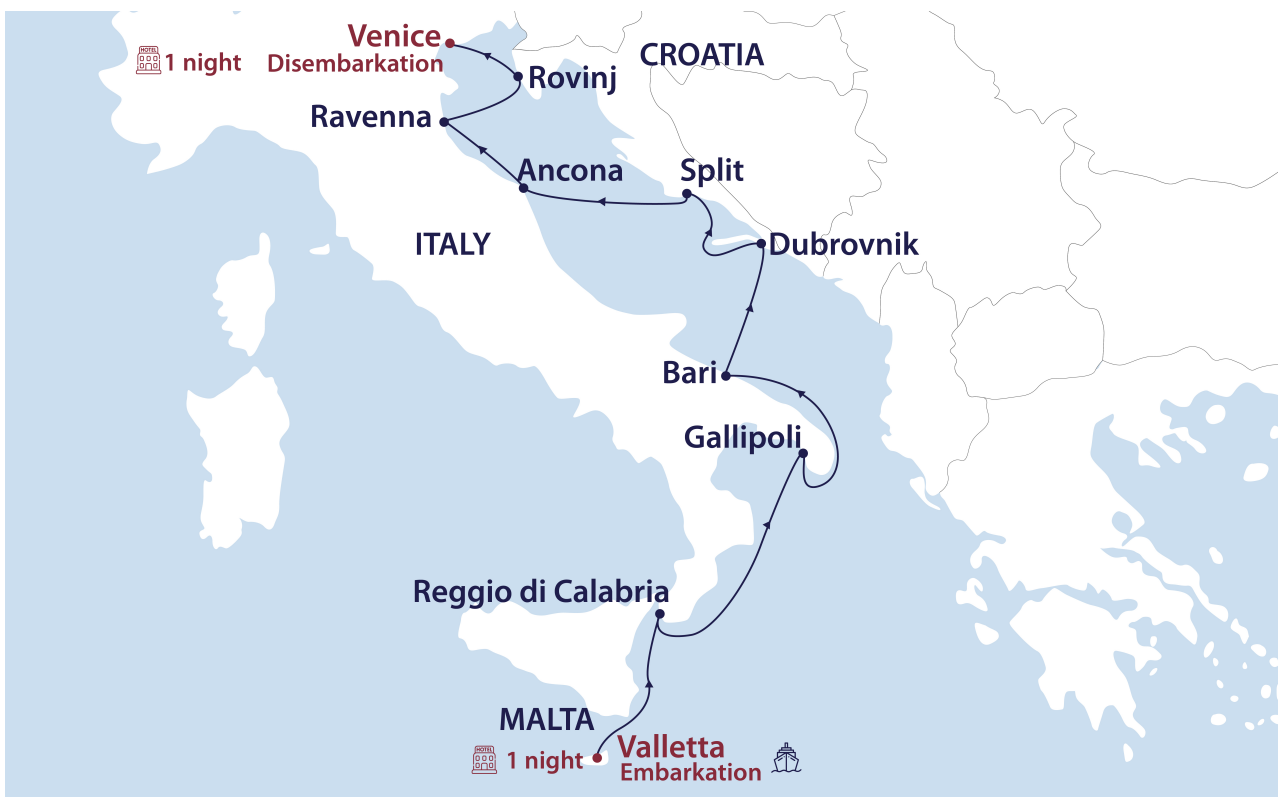 Venice
HOTEL
1 night
Disembarkation
CROATIA
Rovinj
Ravenna
Ancona
Split
ITALY
Dubrovnik
Bari
Gallipoli
Reggio di Calabria
MALTA
Valletta
HOTEL
1 night
Embarkation